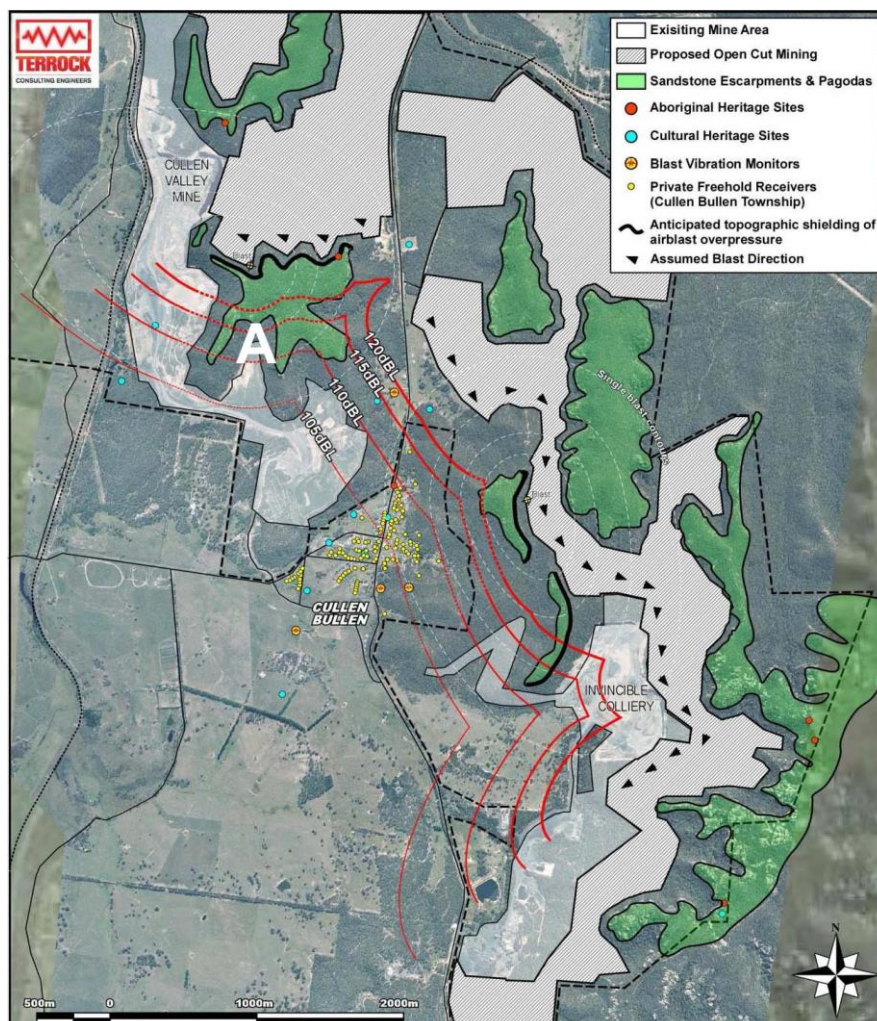 TERROCK
CONSULTING ENGINEERS
Exisiting Mine Area
Proposed Open Cut Mining
Sandstone Escarpments & Pagodas
Aboriginal Heritage Sites
Cultural Heritage Sites
Blast Vibration Monitors
Private Freehold Receivers
(Cullen Bullen Township)
Anticipated topographic shielding of
airblast overpressure
Assumed Blast Direction
CULLEN
VALLEY
MINE
Blast
A
120dBL
115dBL
110dBL
105dBL
Single blast contours
Blast
CULLEN
BULLEN
INVINCIBLE
COLLIERY
N
500m 0 1000m 2000m